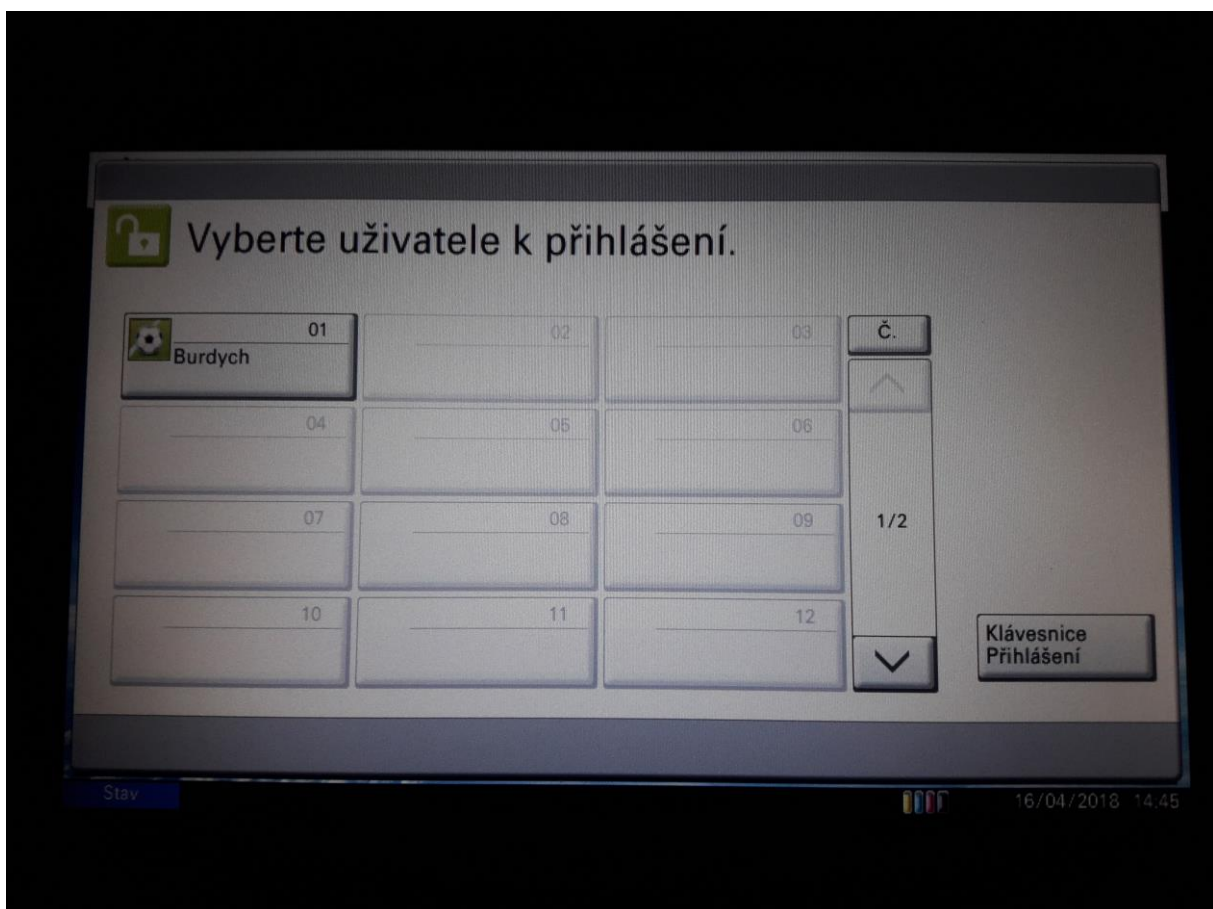 Vyberte uživatele k přihlášení.
01
Burdych
02
03
Č.
04
05
06
07
08
09
1/2
10
11
12
Klávesnice
Přihlášení
Stav
16/04/2018 14:45